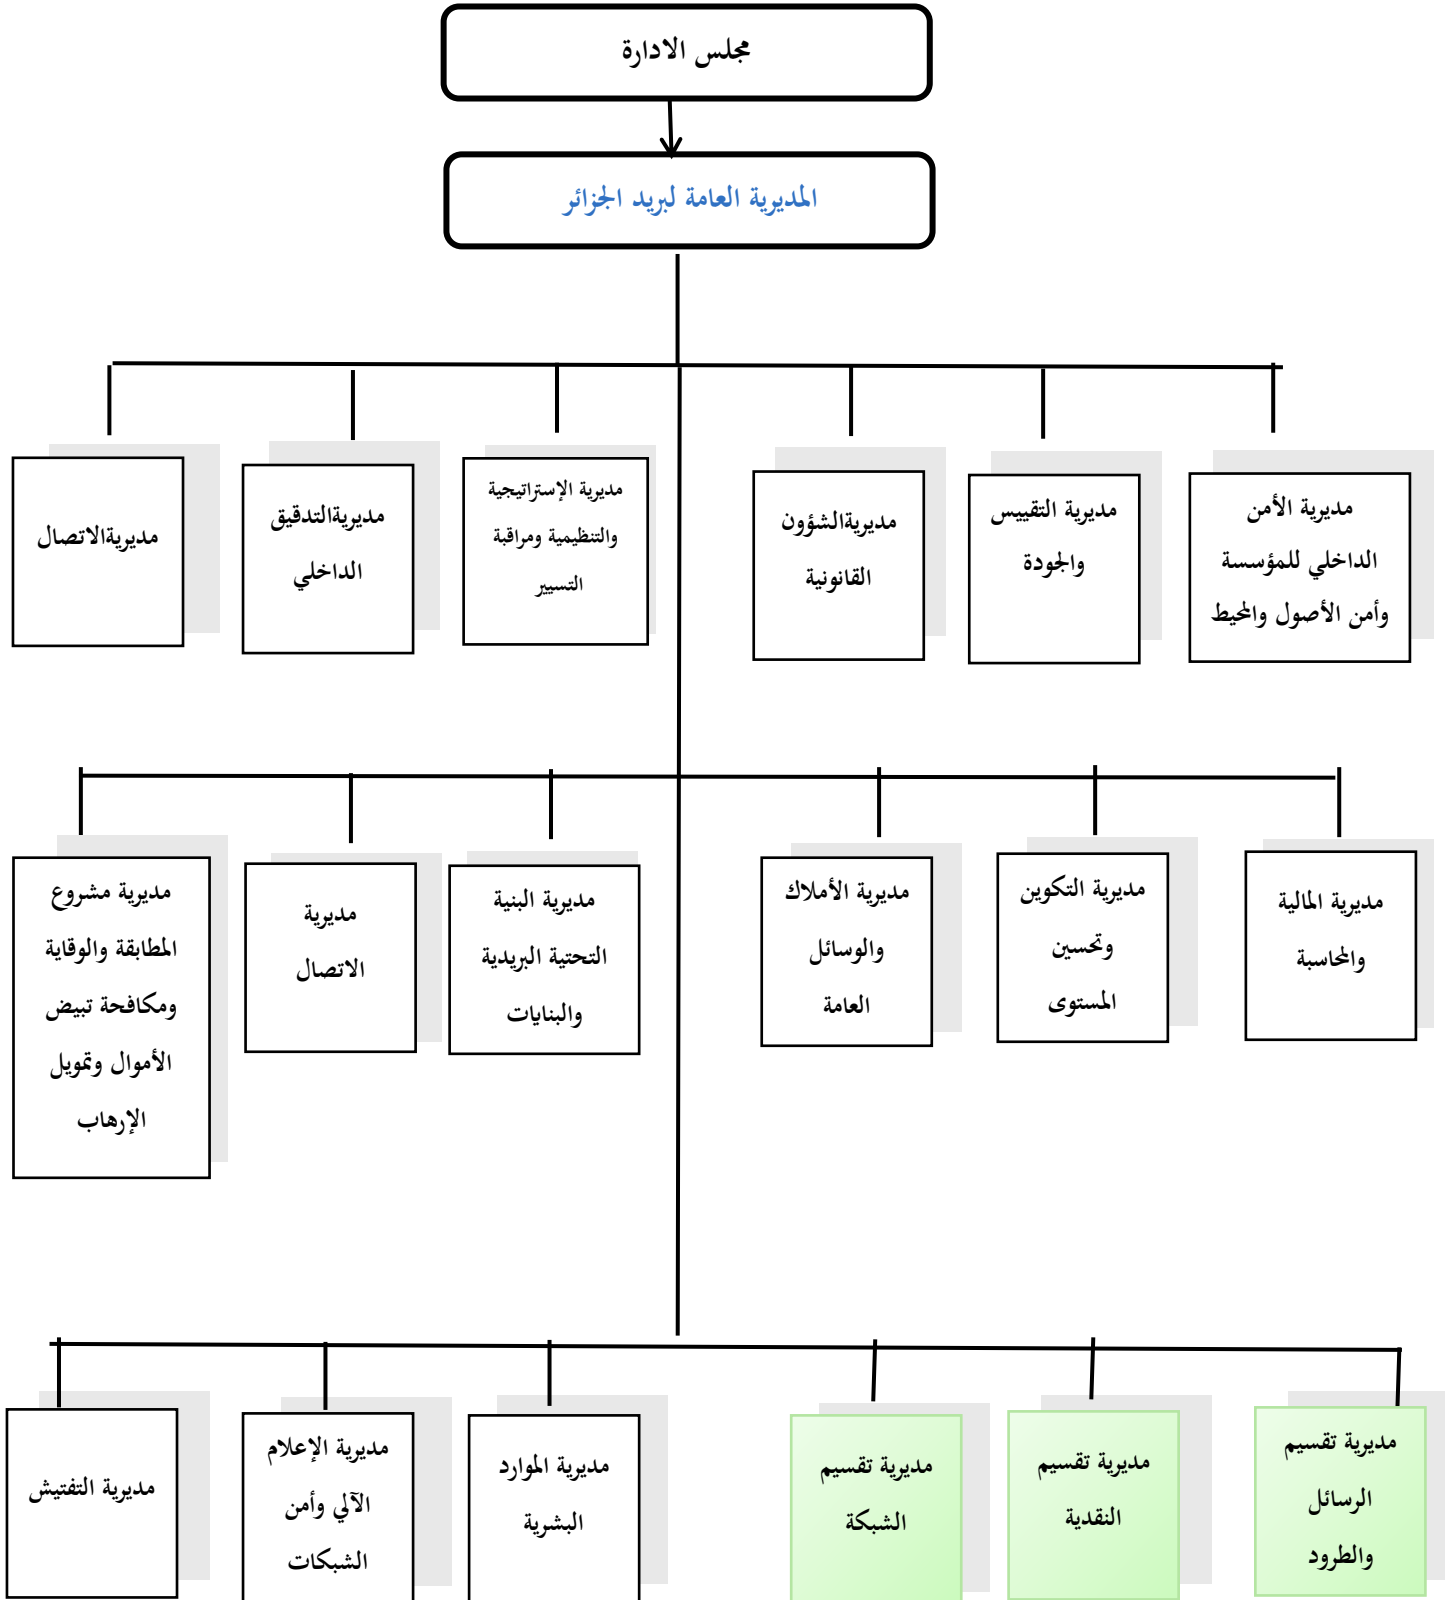 مجلس الادارة
المديرية العامة لبريد الجزائر
مديرية الأمن
الداخلي للمؤسسة
وأمن الأصول والمحيط
مديرية التقييس
والجودة
مديريةالشؤون
القانونية
مديرية الإستراتيجية
والتنظيمية ومراقبة
التسيير
مديريةالتدقيق
الداخلي
مديريةالاتصال
مديرية المالية
والمحاسبة
مديرية التكوين
وتحسين
المستوى
مديرية الأملاك
والوسائل
العامة
مديرية البنية
التحتية البريدية
والبنايات
مديرية
الاتصال
مديرية مشروع
المطابقة والوقاية
ومكافحة تبيض
الأموال وتمويل
الإرهاب
مديرية تقسيم
الرسائل
والطرود
مديرية تقسيم
النقدية
مديرية تقسيم
الشبكة
مديرية الموارد
البشرية
مديرية الإعلام
الآلي وأمن
الشبكات
مديرية التفتيش